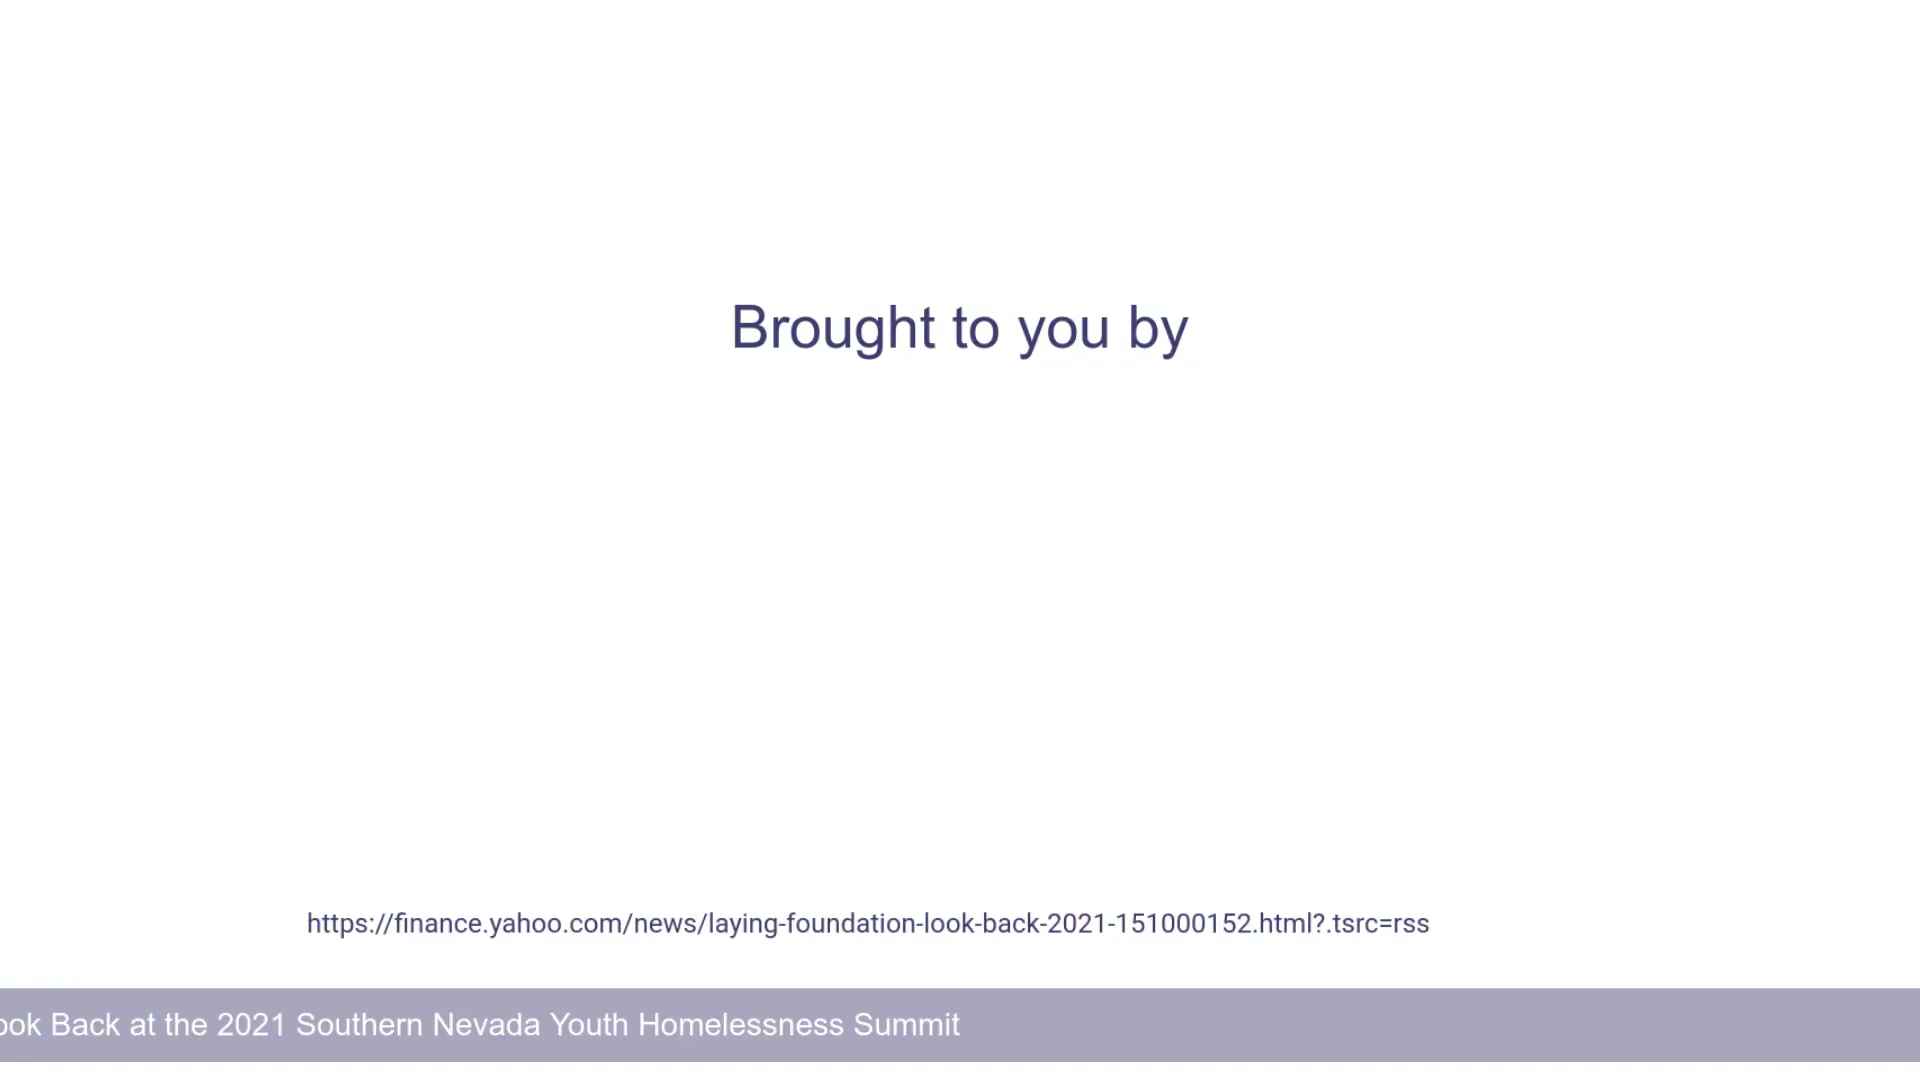 Brought to you by
https://finance.yahoo.com/news/laying-foundation-look-back-2021-151000152.html?.tsrc=rss
Back at the 2021 Southern Nevada Youth Homelessness Summit